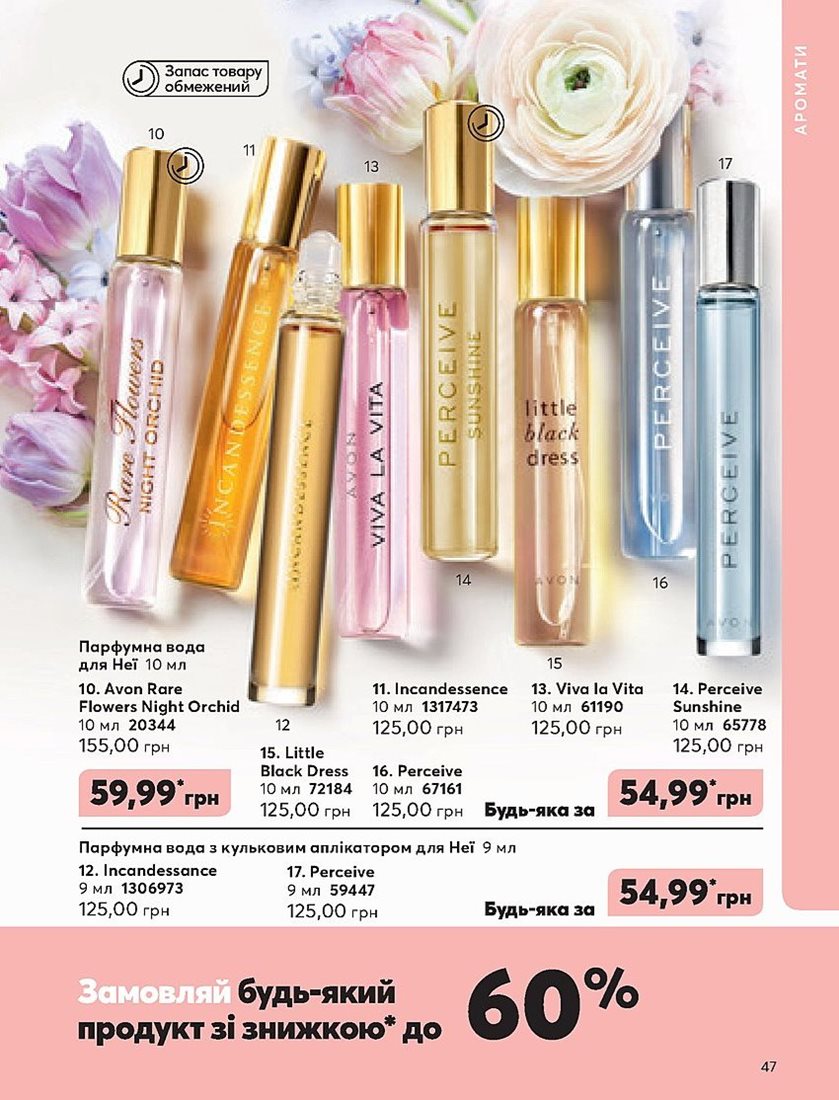 АРОМАТИ
Запас товару
обмежений
10
11
13
17
Rare Flowers
NIGHT ORCHID
INCANDESSENCE
INCANDESSENCE
AVON
VIVA LA VITA
PERCEIVE
SUNSHINE
little
black
dress
AVON
PERCEIVE
PERCEIVE
AVON
14
16
15
12
Парфумна вода
для Неї 10 мл
10. Avon Rare
Flowers Night Orchid
10 мл 20344
155,00 грн
59,99* грн
11. Incandessence
10 мл 1317473
125,00 грн
13. Viva la Vita
10 мл 61190
125,00 грн
14. Perceive
Sunshine
10 мл 65778
125,00 грн
15. Little
Black Dress
10 мл 72184
125,00 грн
16. Perceive
10 мл 67161
125,00 грн
Будь-яка за
54,99* грн
Парфумна вода з кульковим аплікатором для Неї 9 мл
12. Incandessance
9 мл 1306973
125,00 грн
17. Perceive
9 мл 59447
125,00 грн
Будь-яка за
54,99* грн
Замовляй будь-який
продукт зі знижкою* до
60%
47